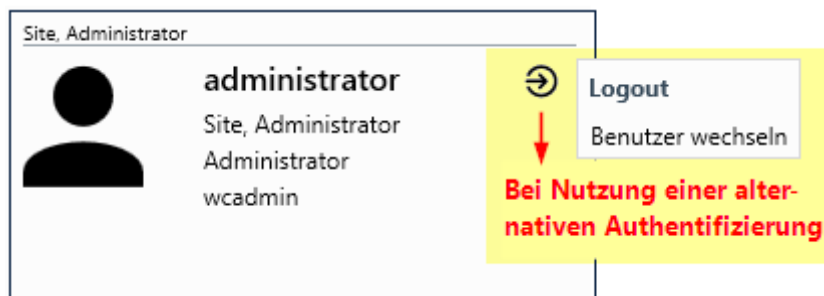 Site, Administrator
administrator
Site, Administrator
Administrator
wcadmin
Logout
Benutzer wechseln
Bei Nutzung einer alter-
nativen Authentifizierung